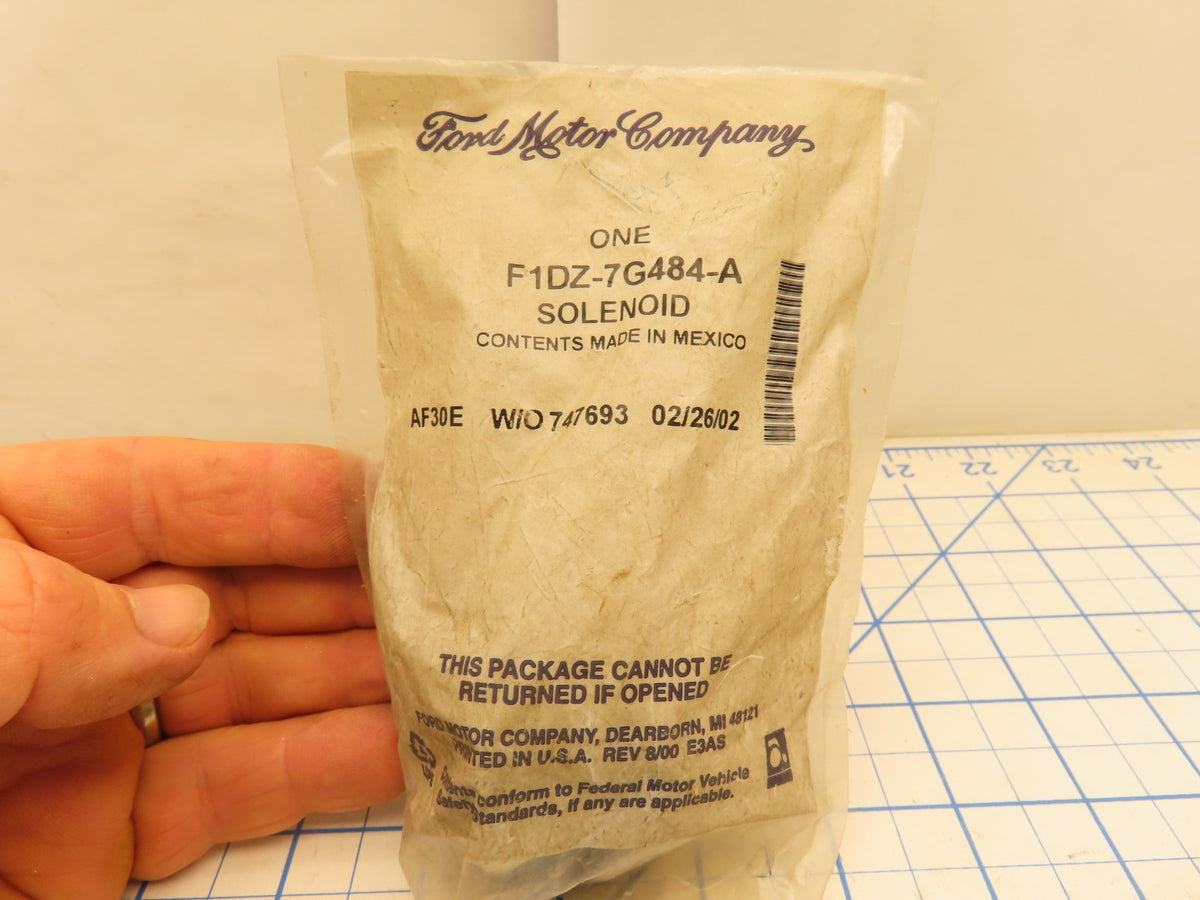 Ford Motor Company
ONE
F1DZ-7G484-A
SOLENOID
CONTENTS MADE IN MEXICO
AF30E W/O 747693 02/26/02
THIS PACKAGE CANNOT BE
RETURNED IF OPENED
FORD MOTOR COMPANY, DEARBORN, MI 48121
PRINTED IN U.S.A. REV 8/00 E3AS
conform to Federal Motor Vehicle
Safety Standards, if any are applicable.
21 22 23 24